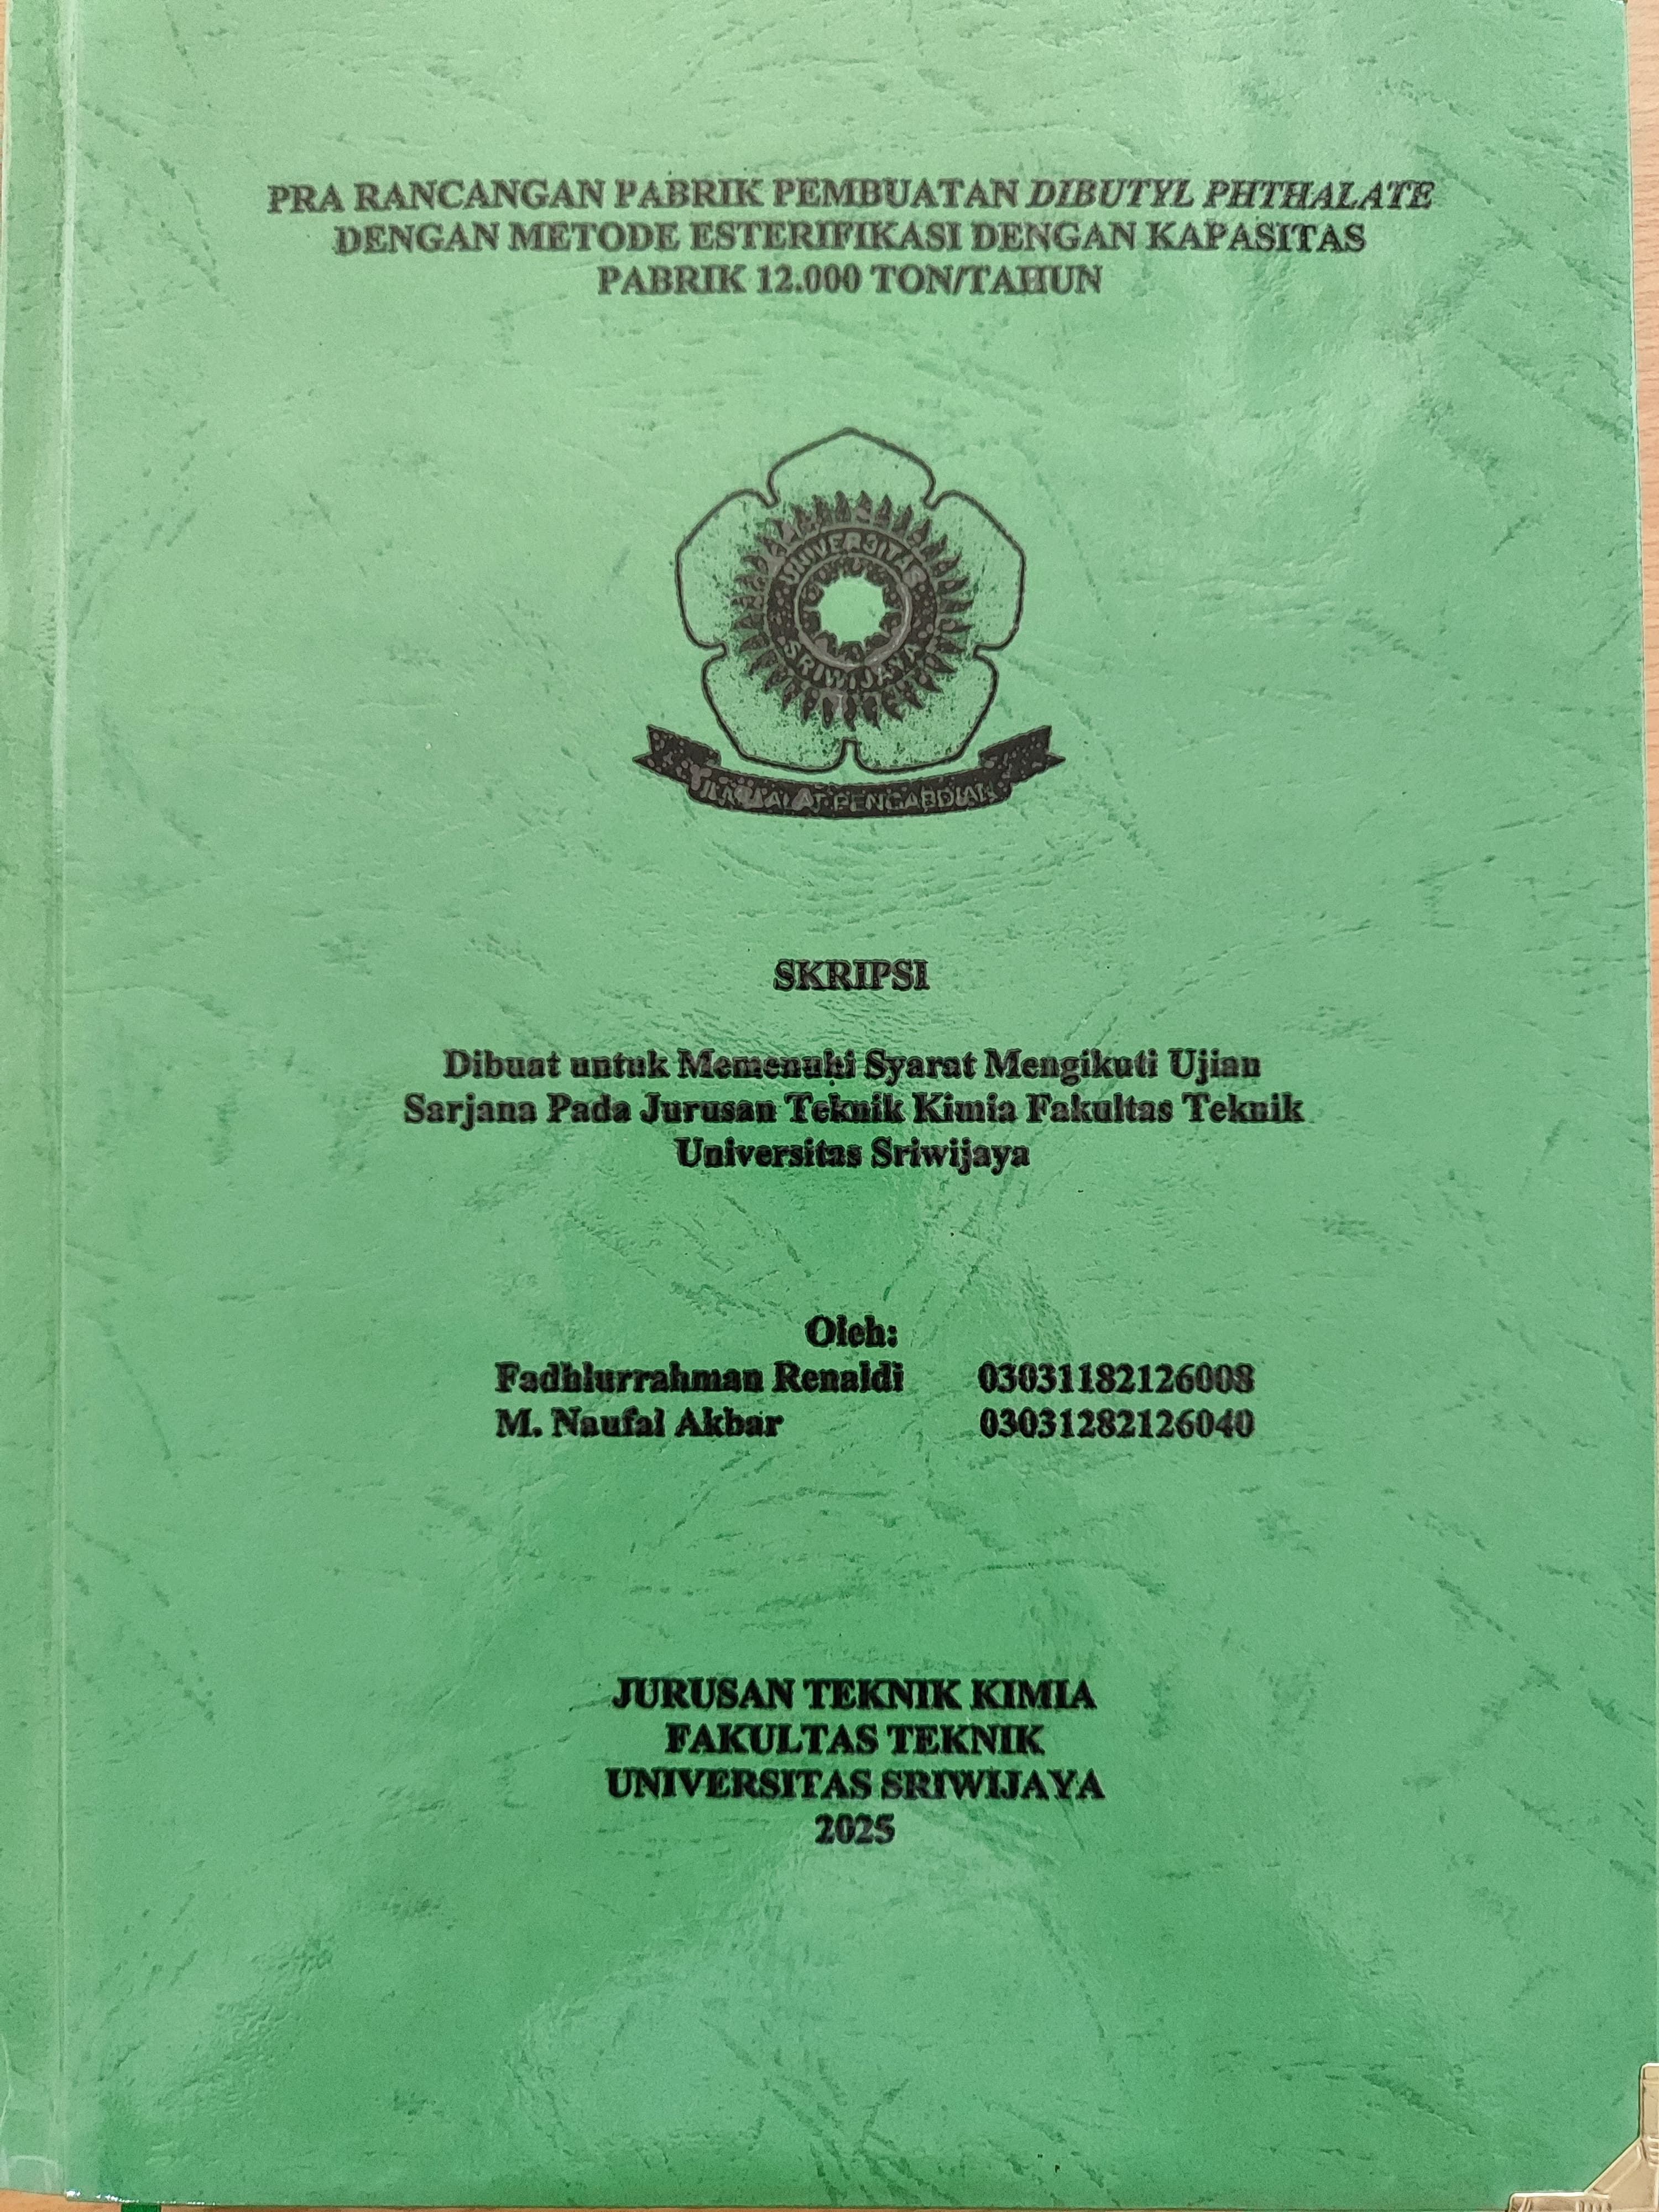 PRA RANCANGAN PABRIK PEMBUATAN DIBUTYL PHTHALATE
DENGAN METODE ESTERIFIKASI DENGAN KAPASITAS
PABRIK 12.000 TON/TAHUN
UNIVERSITAS
SRIWIJAYA
PENGABDIAN
SKRIPSI
Dibuat untuk Memenuhi Syarat Mengikuti Ujian
Sarjana Pada Jurusan Teknik Kimia Fakultas Teknik
Universitas Sriwijaya
Oleh:
Fadhlurrahman Renaldi 03031182126008
M. Naufal Akbar 03031282126040
JURUSAN TEKNIK KIMIA
FAKULTAS TEKNIK
UNIVERSITAS SRIWIJAYA
2025